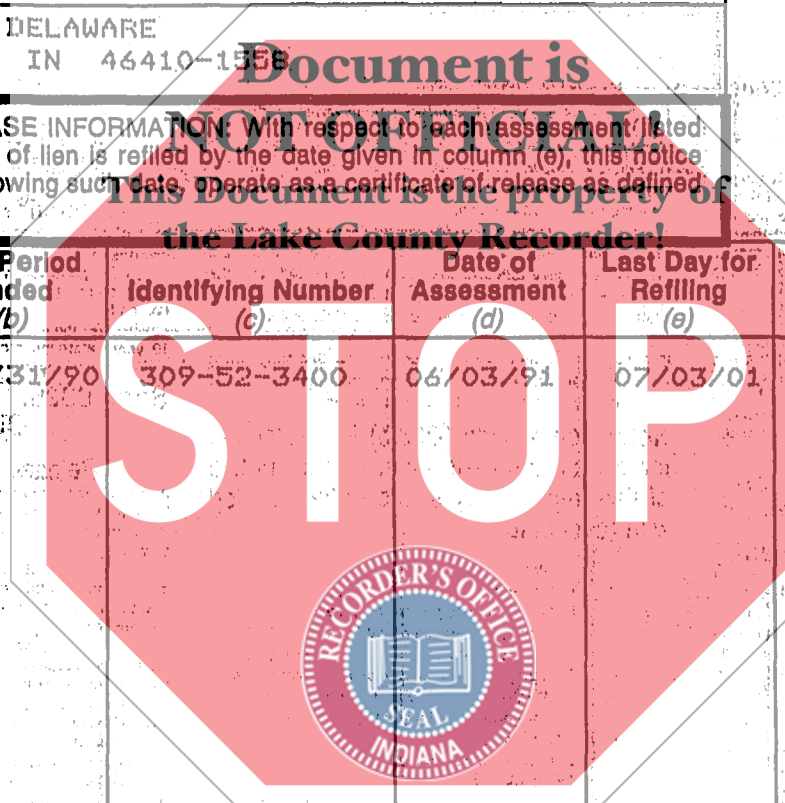 DELAWARE
IN 46410-1558
Document is
SE INFORMATION: With respect to each assessment listed
NOT OFFICIAL!
of lien is refiled by the date given in column (e), this notice
owing such date, operate as a certificate of release as defined
This Document is the property of
the Lake County Recorder!
Period
ded
(b)
Identifying Number
(c)
Date of
Assessment
(d)
Last Day for
Refiling
(e)
31/90 309-52-3400 06/03/91 07/03/01
STOP
RECORDER'S OFFICE
SEAL
INDIANA